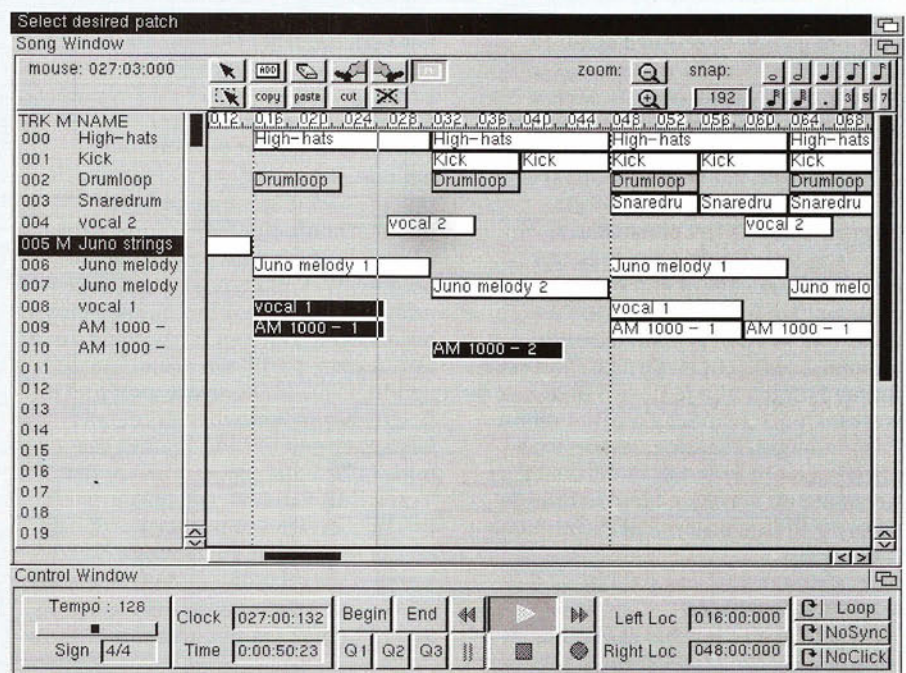 Select desired patch
Song Window
mouse: 027:03:000 ADD zoom: snap:
copy paste cut 192 3 5 7
TRK M NAME 012 016 020 024 028 032 036 040 044 048 052 056 060 064 068
000 High-hats High-hats High-hats High-hats High-hats
001 Kick Kick Kick Kick Kick Kick
002 Drumloop Drumloop Drumloop Drumloop Drumloop
003 Snaredrum Snaredru Snaredru Snaredru
004 vocal 2 vocal 2 vocal 2
005 M Juno strings
006 Juno melody Juno melody 1 Juno melody 1
007 Juno melody Juno melody 2 Juno melo
008 vocal 1 vocal 1 vocal 1
009 AM 1000 - AM 1000 - 1 AM 1000 - 1 AM 1000 - 1
010 AM 1000 - AM 1000 - 2
011
012
013
014
015
016
017
018
019
Control Window
Tempo : 128 Clock 027:00:132 Begin End Left Loc 016:00:000 Loop
NoSync
Sign 4/4 Time 0:00:50:23 Q1 Q2 Q3 Right Loc 048:00:000 NoClick